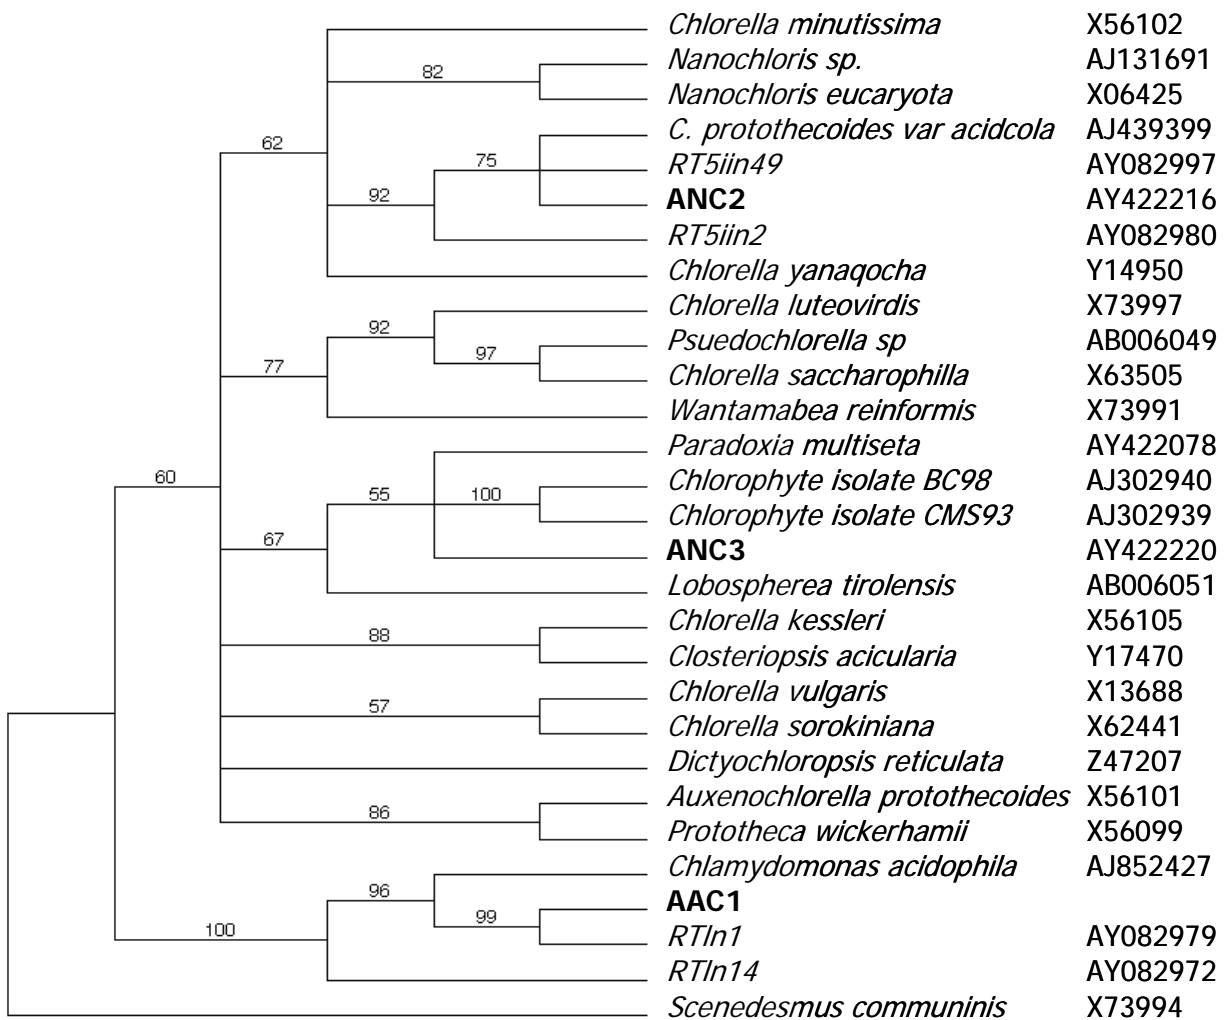 Chlorella minutissima X56102
Nanochloris sp. AJ131691
82
Nanochloris eucaryota X06425
C. protothecoides var acidcola AJ439399
62
75 RT5iin49 AY082997
92 ANC2 AY422216
RT5iin2 AY082980
Chlorella yanaqocha Y14950
Chlorella luteovirdis X73997
92
Psuedochlorella sp AB006049
97
77 Chlorella saccharophilla X63505
Wantamabea reinformis X73991
Paradoxia multiseta AY422078
60 Chlorophyte isolate BC98 AJ302940
55 100
Chlorophyte isolate CMS93 AJ302939
67 ANC3 AY422220
Lobospherea tirolensis AB006051
Chlorella kessleri X56105
88
Closteriopsis acicularia Y17470
Chlorella vulgaris X13688
57
Chlorella sorokiniana X62441
Dictyochloropsis reticulata Z47207
Auxenochlorella protothecoides X56101
86
Prototheca wickerhamii X56099
Chlamydomonas acidophila AJ852427
96
AAC1
99
100 RTIn1 AY082979
RTIn14 AY082972
Scenedesmus communinis X73994